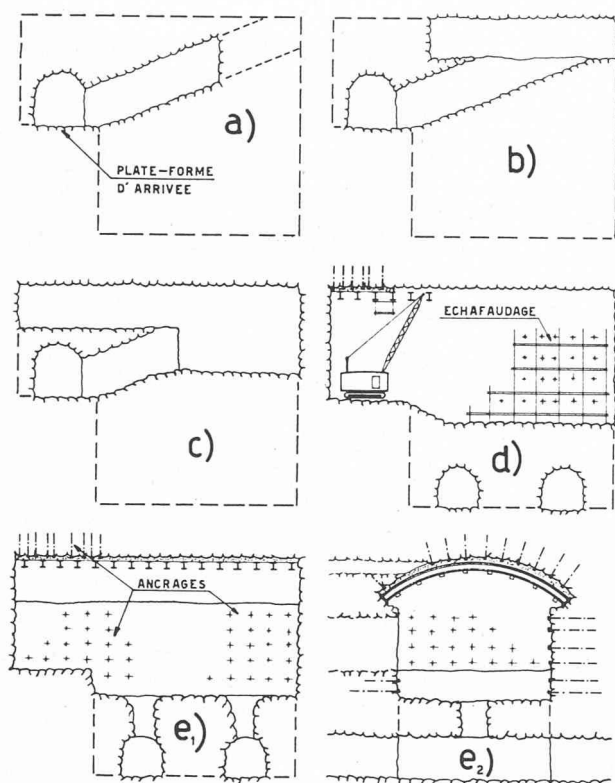 a)
PLATE-FORME
D'ARRIVEE
b)
c)
ECHAFAUDAGE
d)
ANCRAGES
e₁)
e₂)